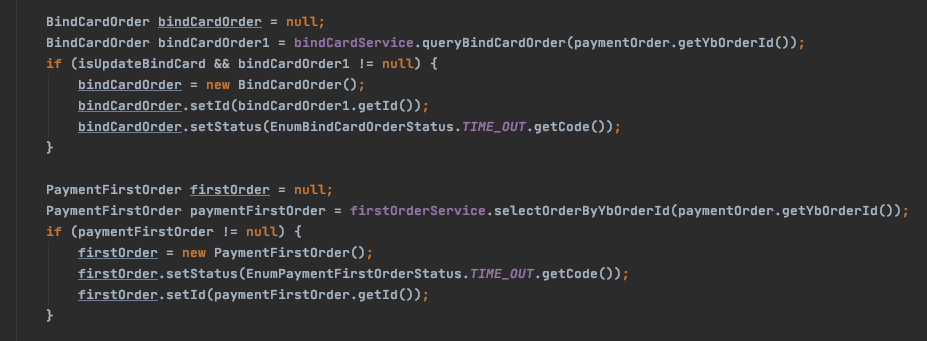 BindCardOrder bindCardOrder = null;
BindCardOrder bindCardOrder1 = bindCardService.queryBindCardOrder(paymentOrder.getYbOrderId());
if (isUpdateBindCard && bindCardOrder1 != null) {
    bindCardOrder = new BindCardOrder();
    bindCardOrder.setId(bindCardOrder1.getId());
    bindCardOrder.setStatus(EnumBindCardOrderStatus.TIME_OUT.getCode());
}

PaymentFirstOrder firstOrder = null;
PaymentFirstOrder paymentFirstOrder = firstOrderService.selectOrderByYbOrderId(paymentOrder.getYbOrderId());
if (paymentFirstOrder != null) {
    firstOrder = new PaymentFirstOrder();
    firstOrder.setStatus(EnumPaymentFirstOrderStatus.TIME_OUT.getCode());
    firstOrder.setId(paymentFirstOrder.getId());
}